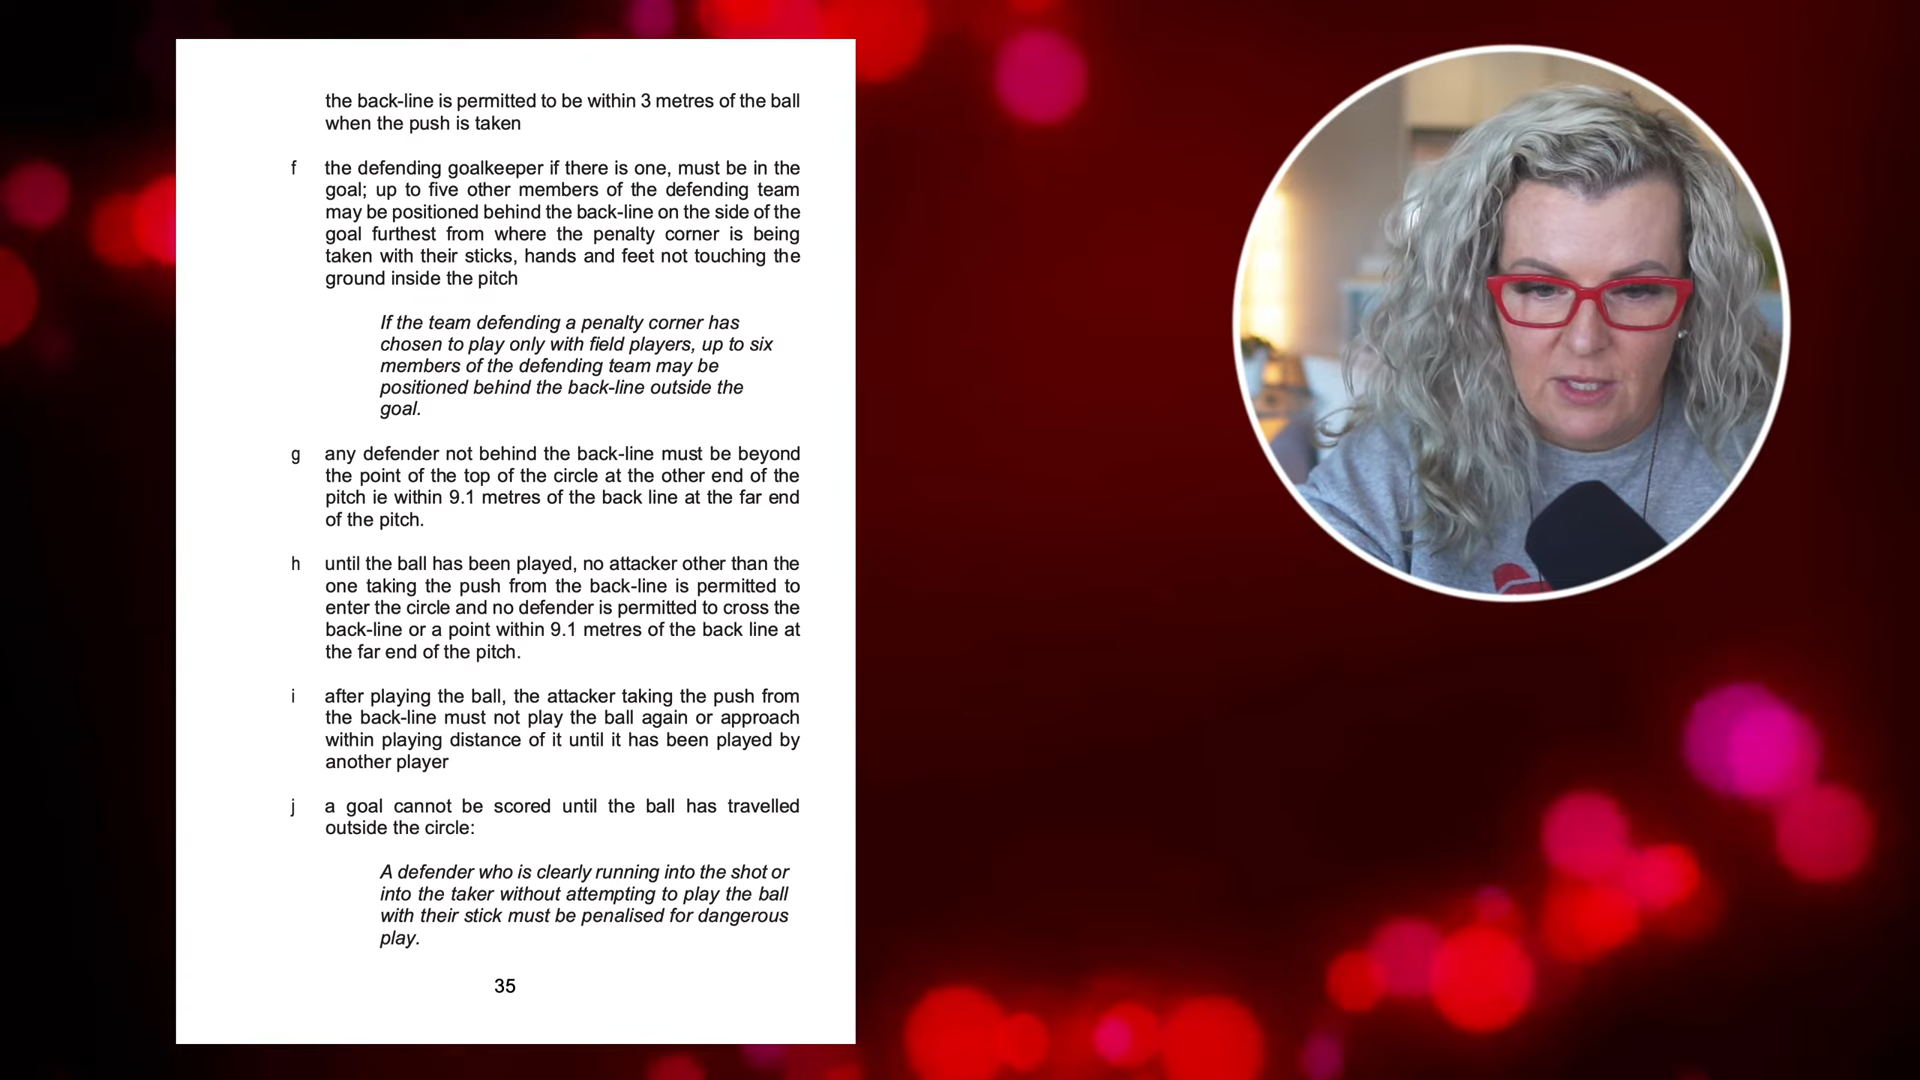 the back-line is permitted to be within 3 metres of the ball
when the push is taken
f the defending goalkeeper if there is one, must be in the
goal; up to five other members of the defending team
may be positioned behind the back-line on the side of the
goal furthest from where the penalty corner is being
taken with their sticks, hands and feet not touching the
ground inside the pitch
If the team defending a penalty corner has
chosen to play only with field players, up to six
members of the defending team may be
positioned behind the back-line outside the
goal.
g any defender not behind the back-line must be beyond
the point of the top of the circle at the other end of the
pitch ie within 9.1 metres of the back line at the far end
of the pitch.
h until the ball has been played, no attacker other than the
one taking the push from the back-line is permitted to
enter the circle and no defender is permitted to cross the
back-line or a point within 9.1 metres of the back line at
the far end of the pitch.
i after playing the ball, the attacker taking the push from
the back-line must not play the ball again or approach
within playing distance of it until it has been played by
another player
j a goal cannot be scored until the ball has travelled
outside the circle:
A defender who is clearly running into the shot or
into the taker without attempting to play the ball
with their stick must be penalised for dangerous
play.
35